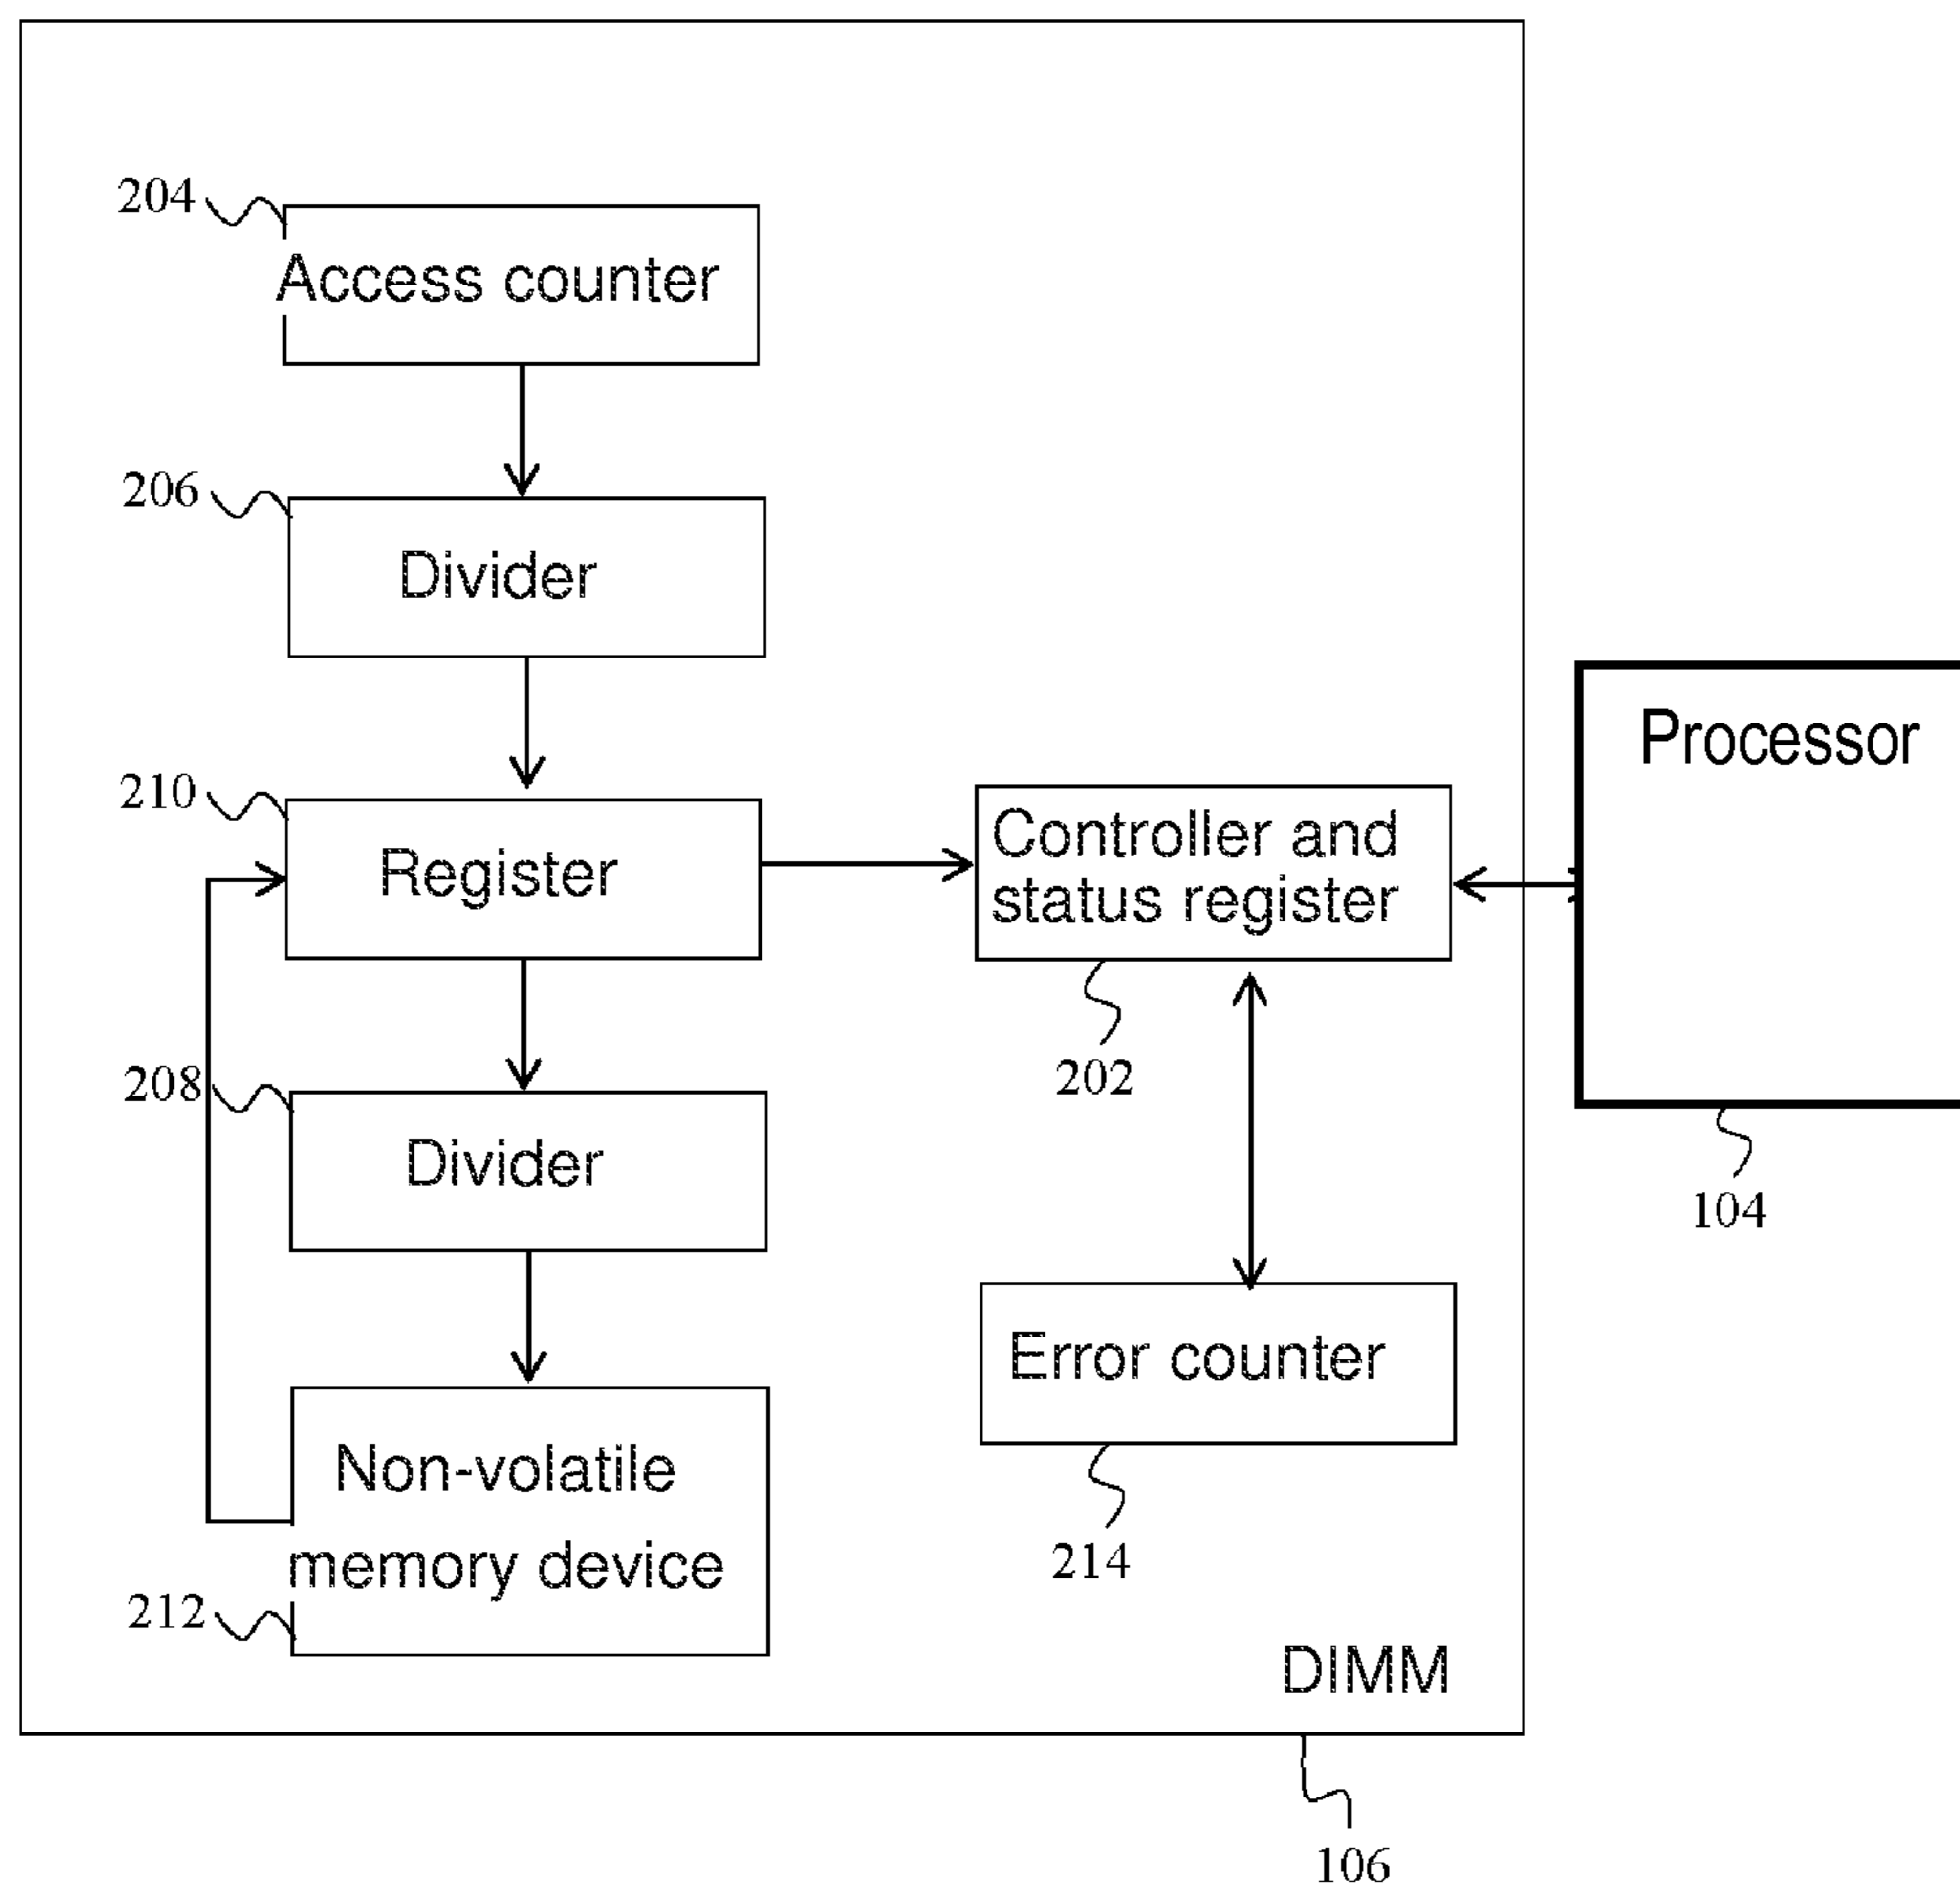 204
Access counter
206
Divider
210
Register
Controller and
status register
Processor
208
Divider
202
104
Non-volatile
memory device
212
Error counter
214
DIMM
106